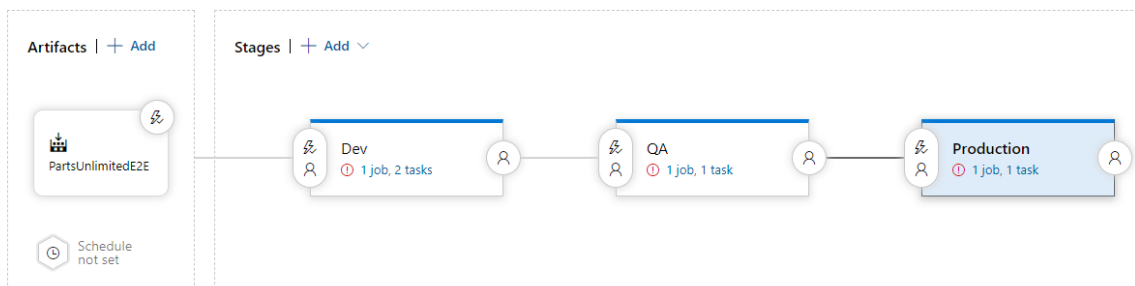 Artifacts | + Add
PartsUnlimitedE2E
Schedule
not set
Stages | + Add
Dev
1 job, 2 tasks
QA
1 job, 1 task
Production
1 job, 1 task